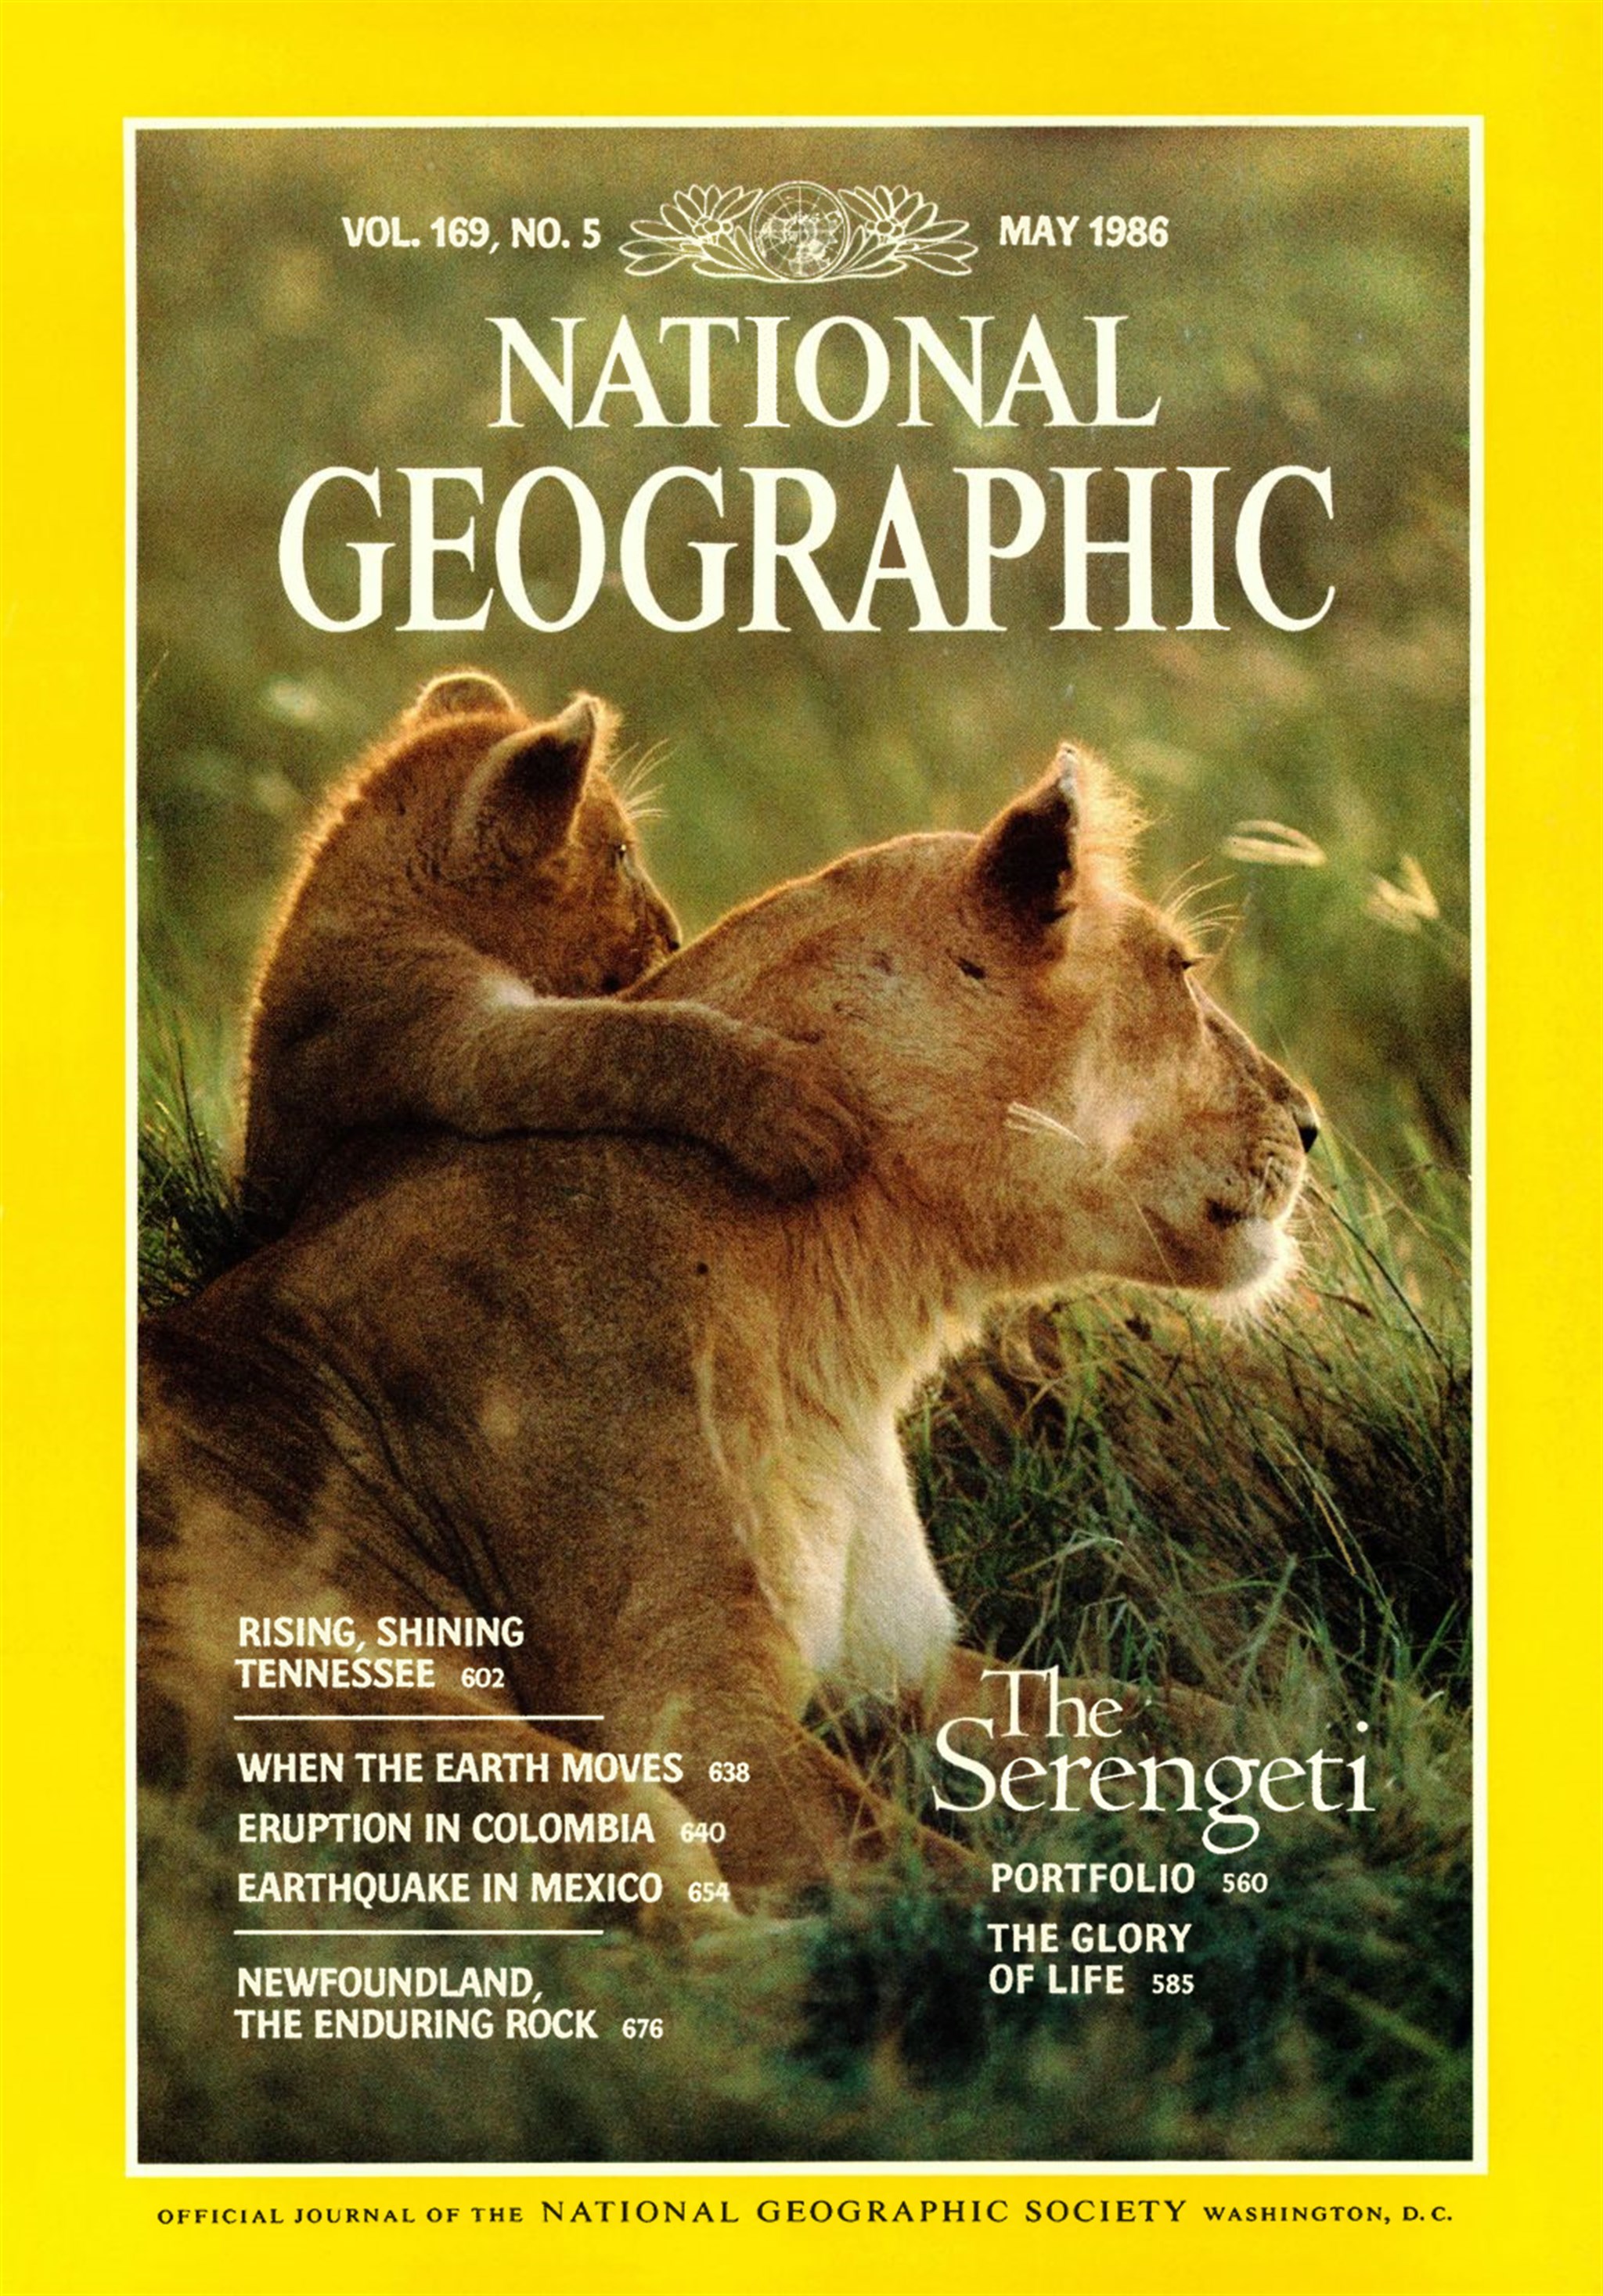 VOL. 169, NO. 5 MAY 1986
NATIONAL
GEOGRAPHIC
RISING, SHINING
TENNESSEE 602
WHEN THE EARTH MOVES 638
ERUPTION IN COLOMBIA 640
EARTHQUAKE IN MEXICO 654
NEWFOUNDLAND,
THE ENDURING ROCK 676
The
Serengeti
PORTFOLIO 560
THE GLORY
OF LIFE 585
OFFICIAL JOURNAL OF THE NATIONAL GEOGRAPHIC SOCIETY WASHINGTON, D.C.